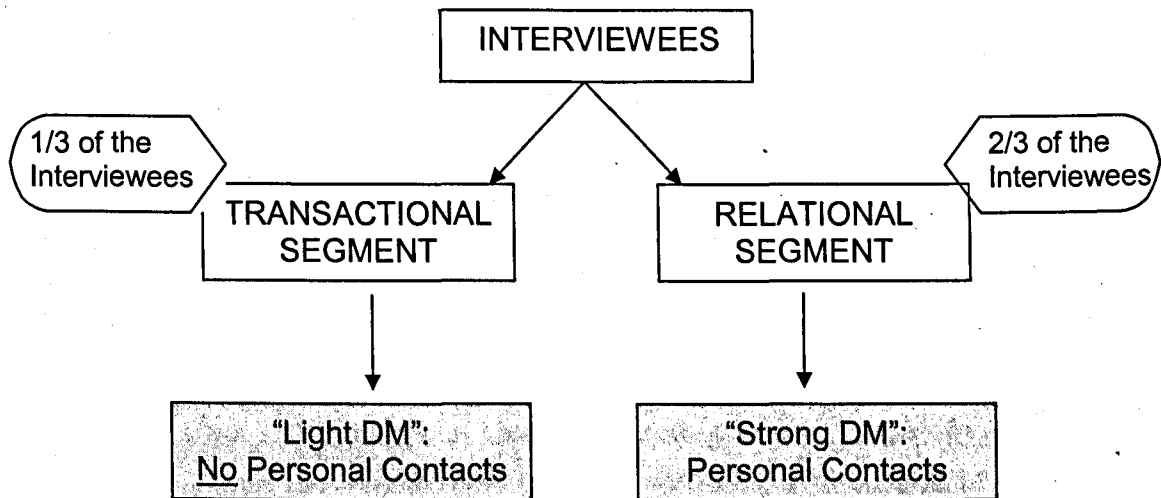 INTERVIEWEES
1/3 of the
Interviewees
2/3 of the
Interviewees
TRANSACTIONAL
SEGMENT
RELATIONAL
SEGMENT
“Light DM”:
No Personal Contacts
“Strong DM”:
Personal Contacts